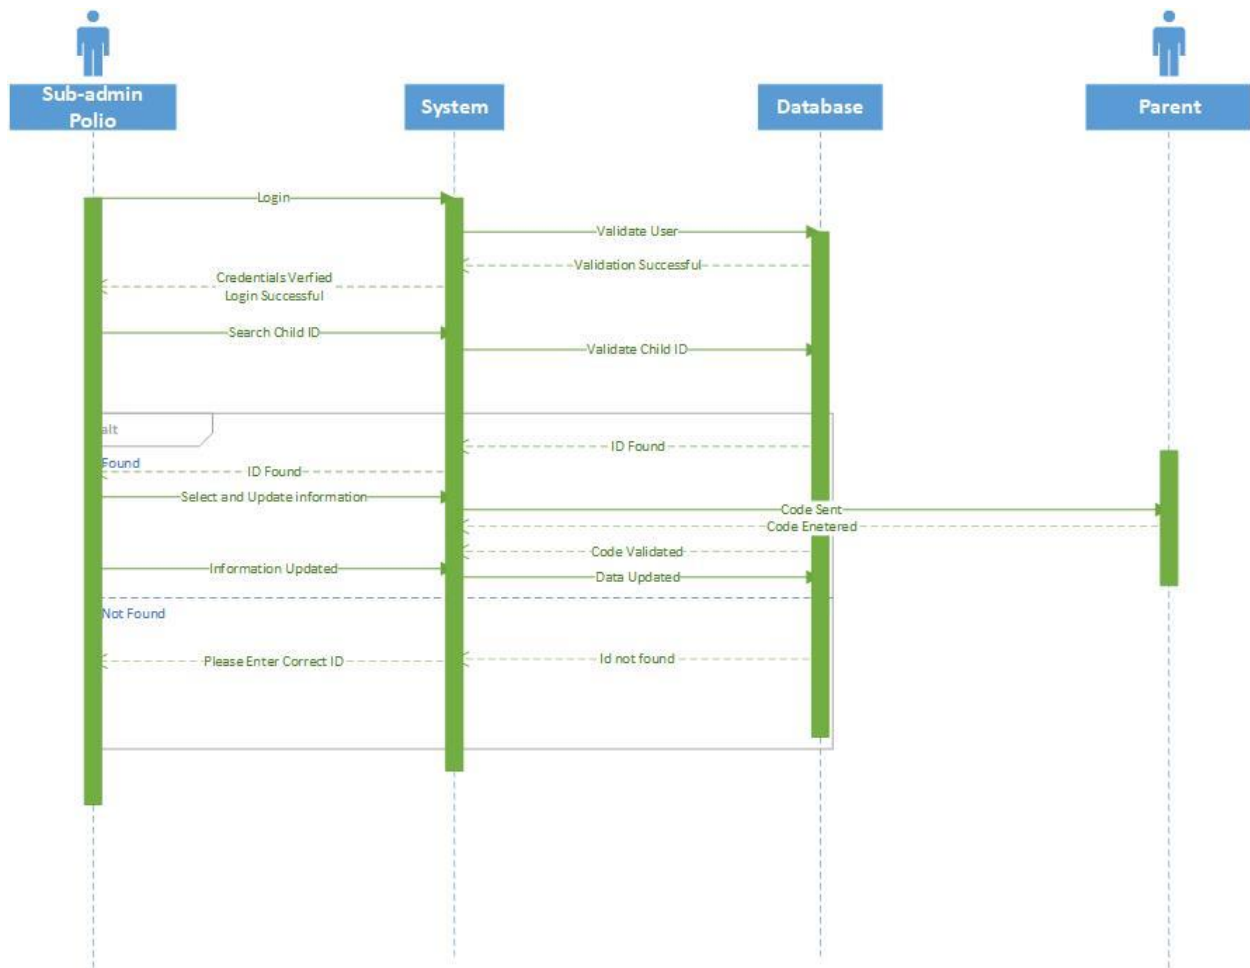 Sub-admin
Polio
System
Database
Parent
Login
Validate User
Validation Successful
Credentials Verfied
Login Successful
Search Child ID
Validate Child ID
alt
ID Found
Found
ID Found
Select and Update information
Code Sent
Code Enetered
Code Validated
Information Updated
Data Updated
Not Found
Please Enter Correct ID
Id not found